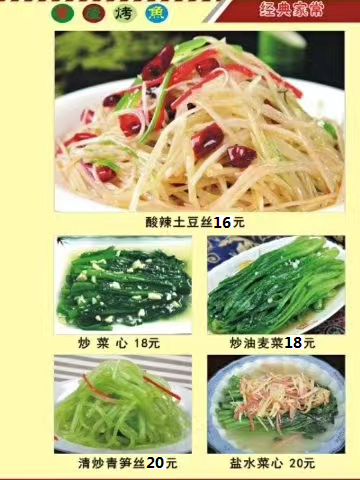 烤魚
经典家常
酸辣土豆丝16元
炒菜心 18元
炒油麦菜18元
清炒青笋丝20元
盐水菜心 20元